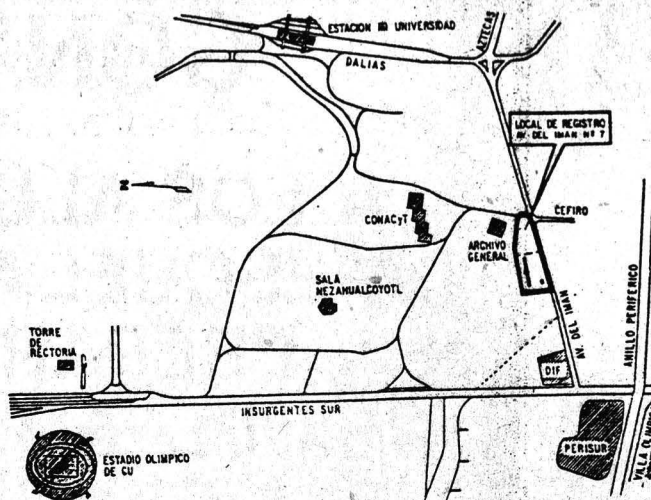 ESTACION UNIVERSIDAD
AZTECAS
DALIAS
LOCAL DE REGISTRO
AV. DEL IMAN Nº 7
N
CONACyT
CEFIRO
ARCHIVO
GENERAL
SALA
NEZAHUALCOYOTL
AV. DEL IMAN
ANILLO PERIFERICO
TORRE
DE
RECTORIA
DIF
INSURGENTES SUR
PERISUR
ESTADIO OLIMPICO
DE CU
VILLA